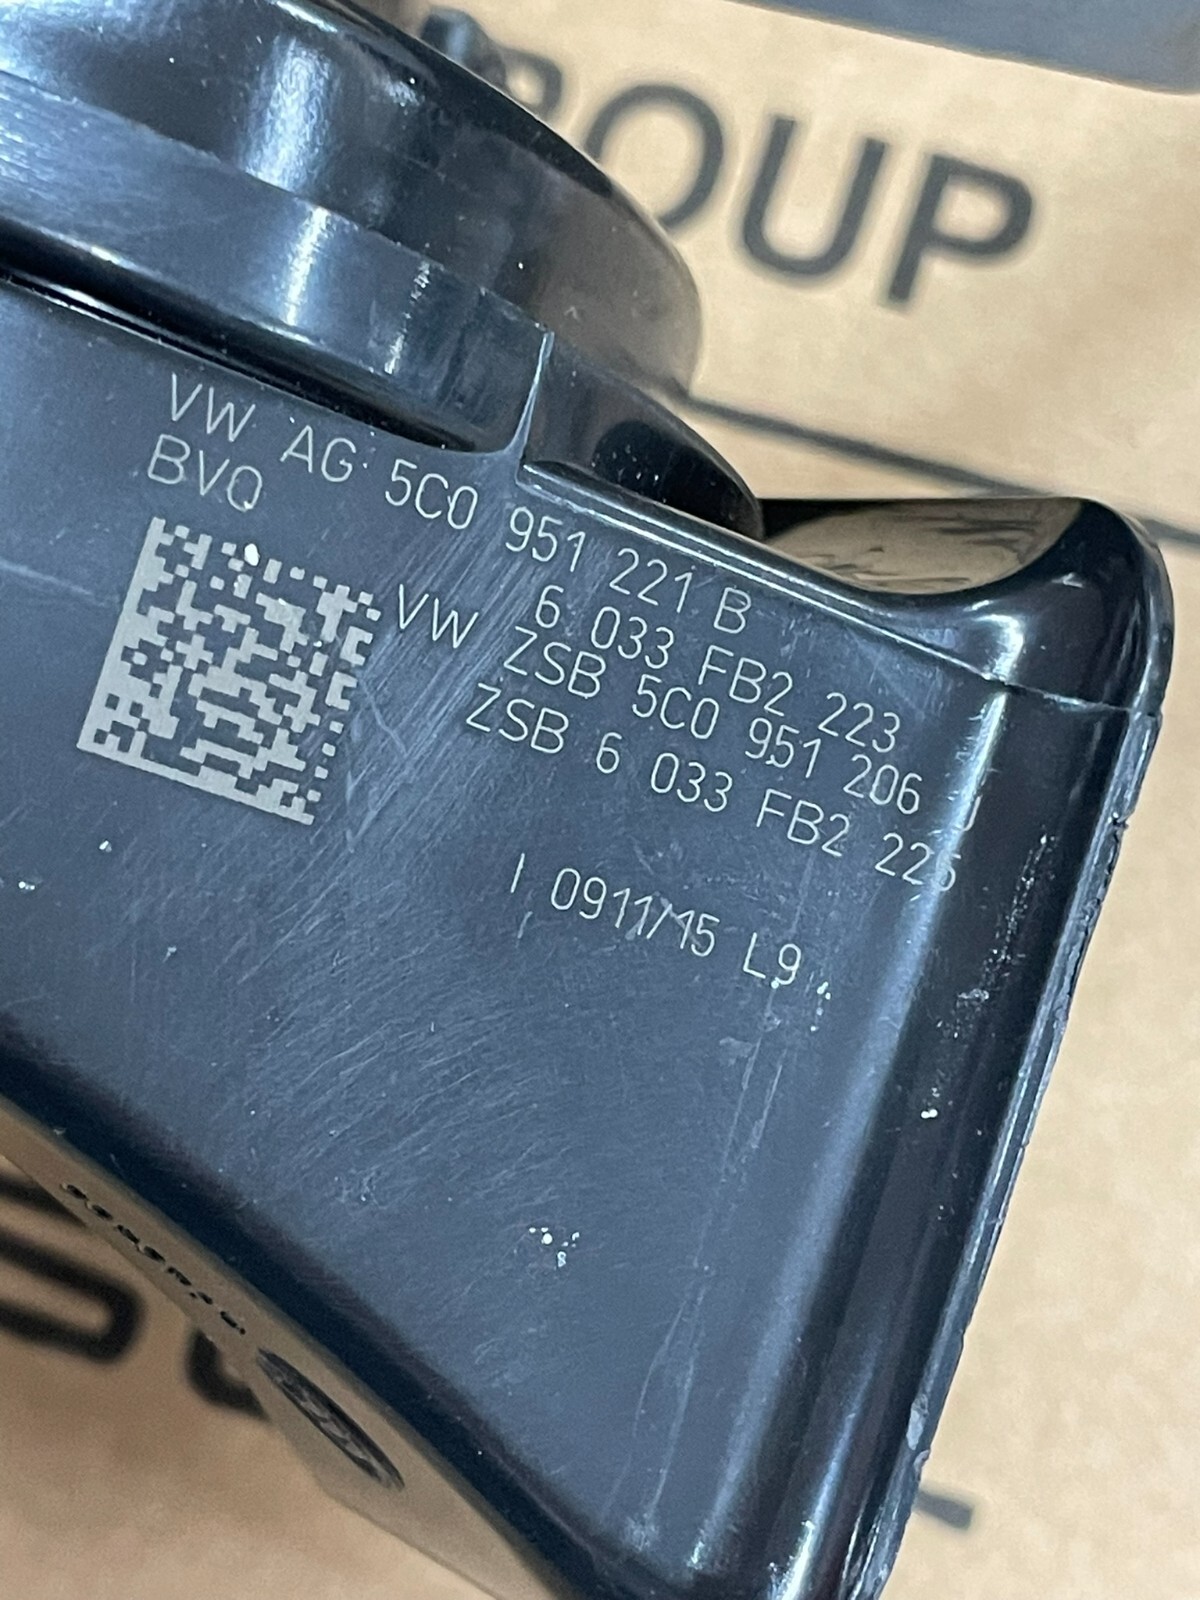 GROUP
VW AG 5C0 951 221 B
BVQ
6 033 FB2 223
VW ZSB 5C0 951 206 J
ZSB 6 033 FB2 225
I 0911/15 L9